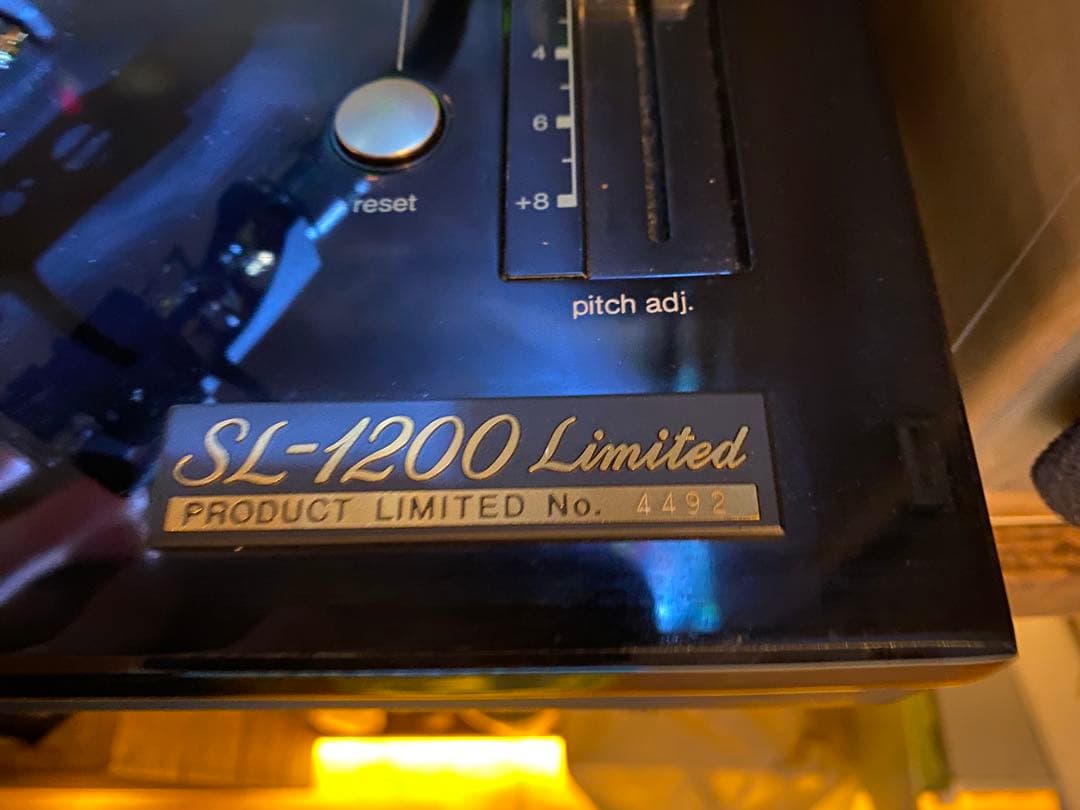 4
6
+8
reset
pitch adj.
SL-1200 Limited
PRODUCT LIMITED No. 4492